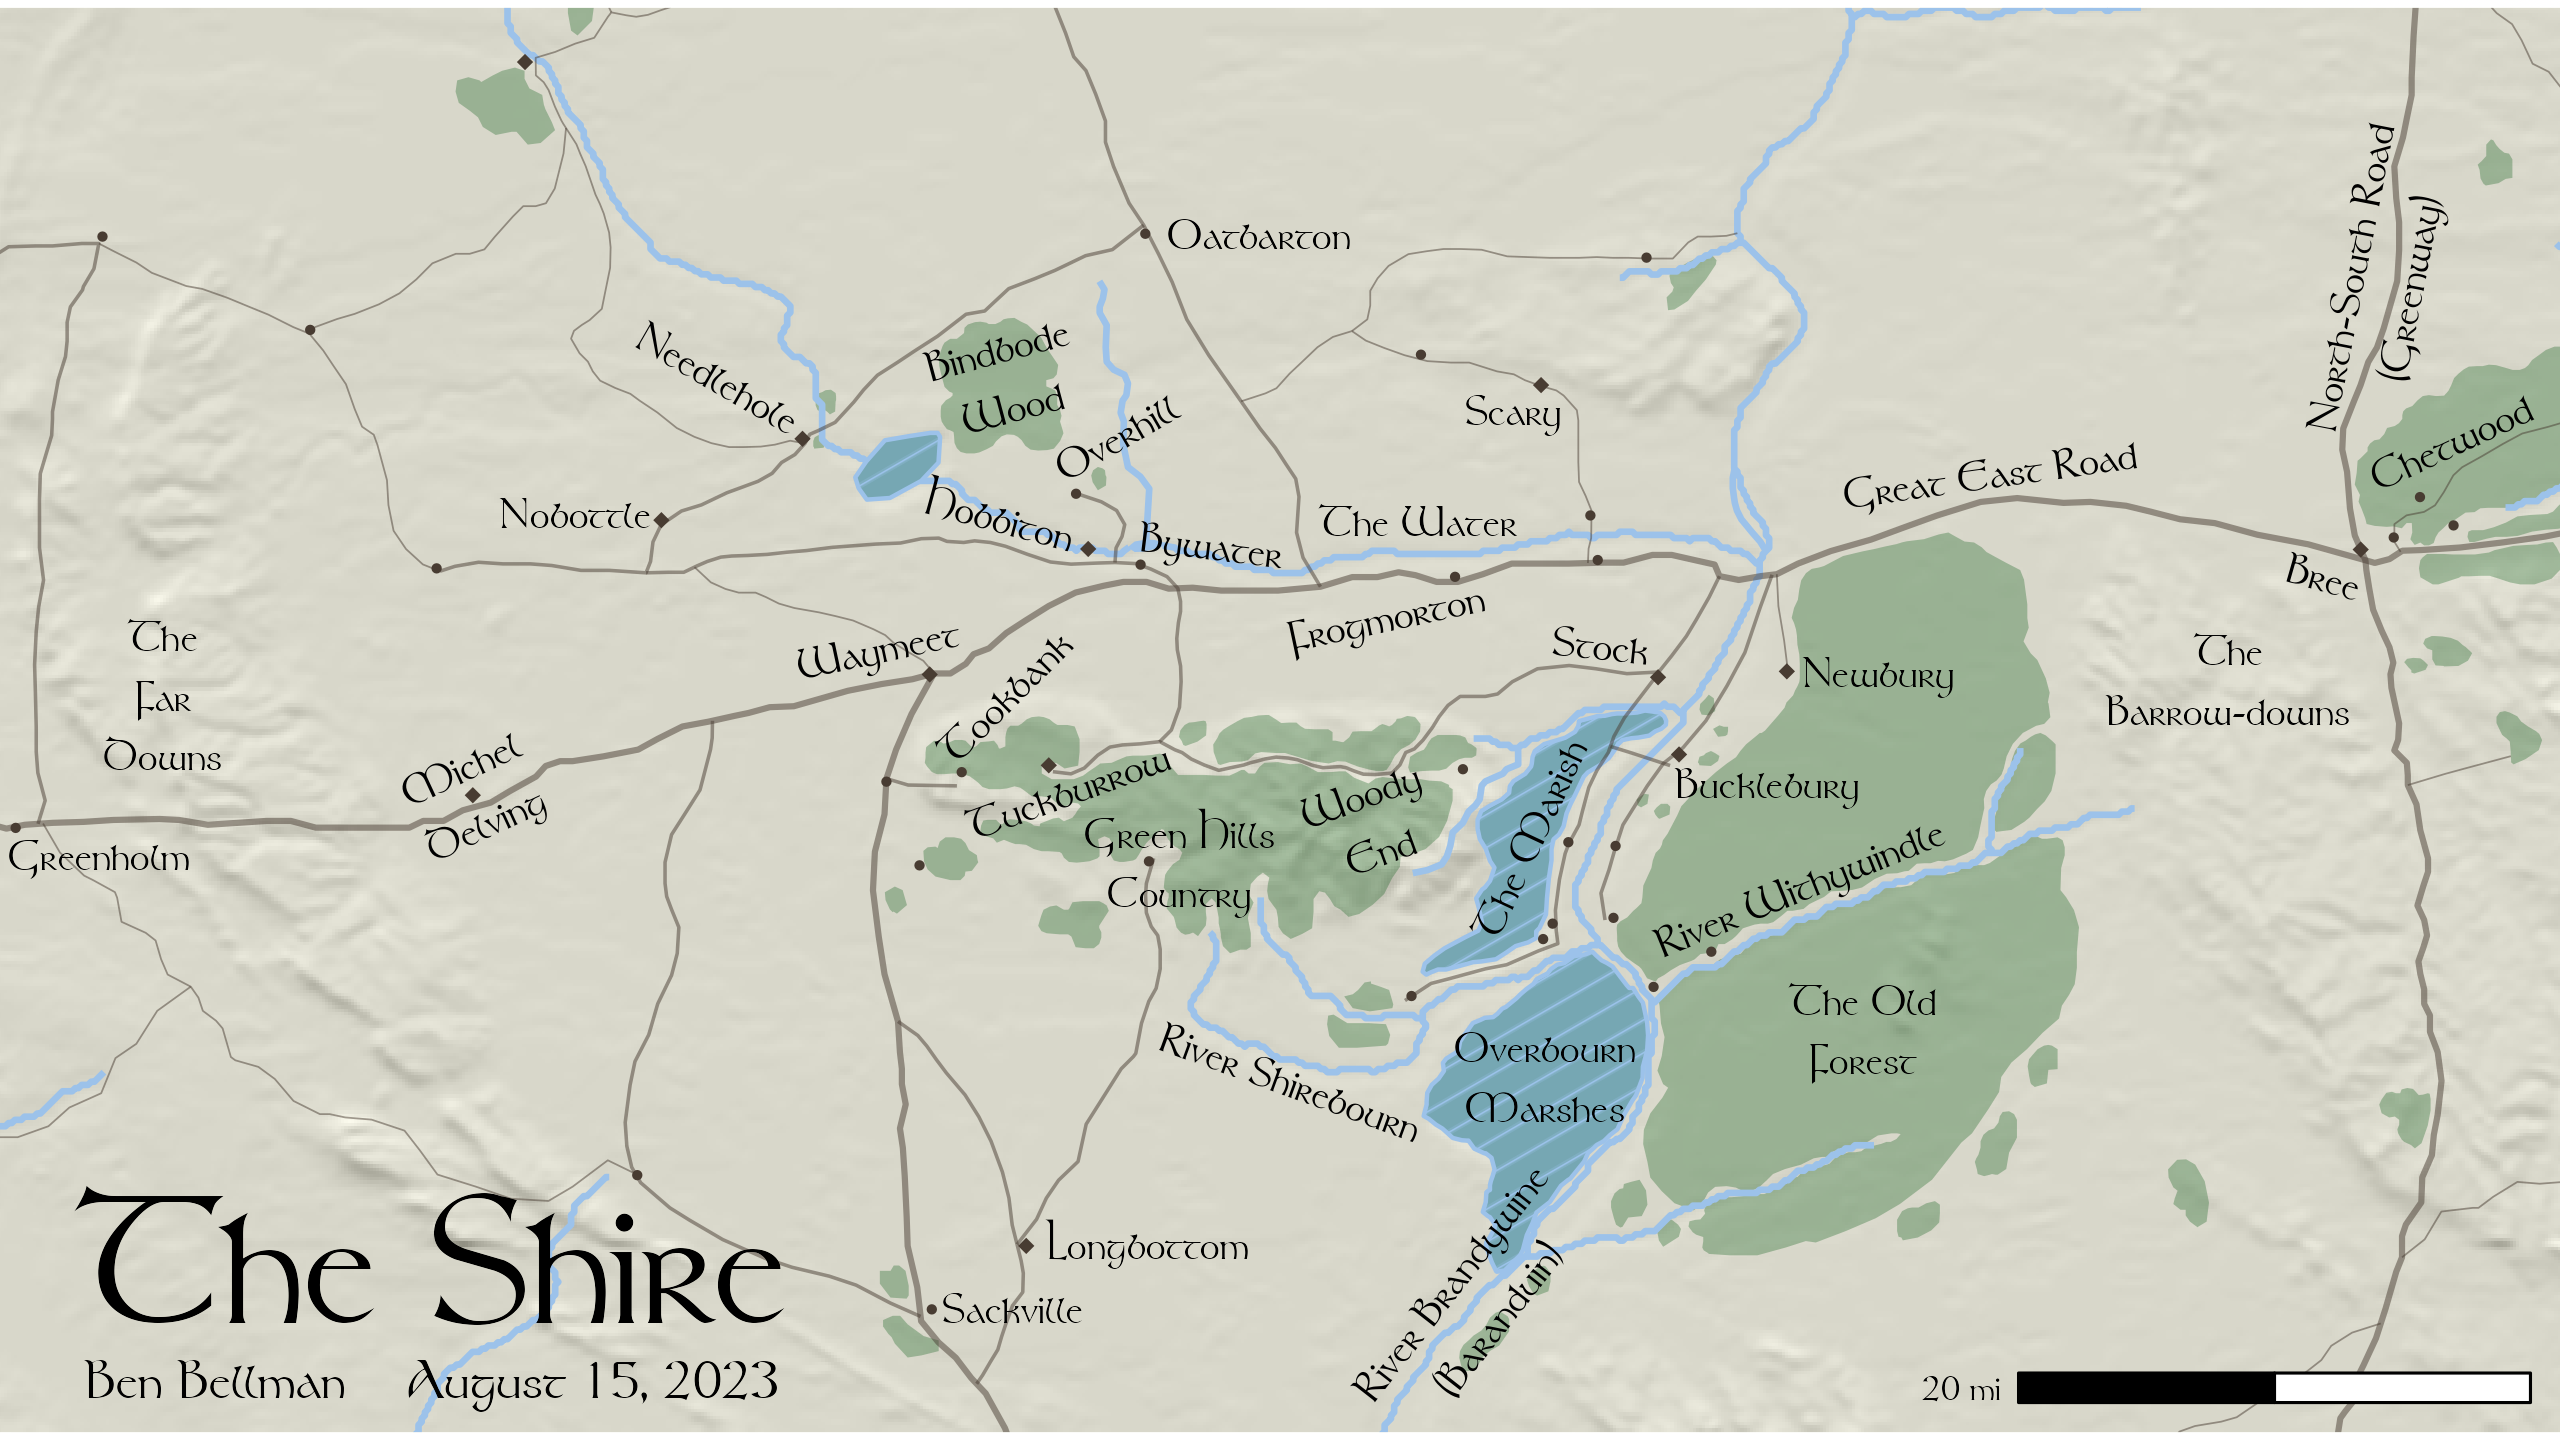 Oatbarton
North-South Road
(Greenway)
Needlehole
Bindbode
Wood
Overhill
Scary
Chetwood
Great East Road
Nobottle
Hobbiton
Bywater
The Water
Bree
The
Far
Downs
Waymeet
Tookbank
Frogmorton
Stock
Newbury
The
Barrow-downs
Michel
Delving
Tuckburrow
Green Hills
Country
Woody
End
The Marish
Bucklebury
Greenholm
River Withywindle
The Old
Forest
River Shirebourn
Overbourn
Marshes
The Shire
Longbottom
Sackville
River Brandywine
(Baranduin)
Ben Bellman August 15, 2023
20 mi